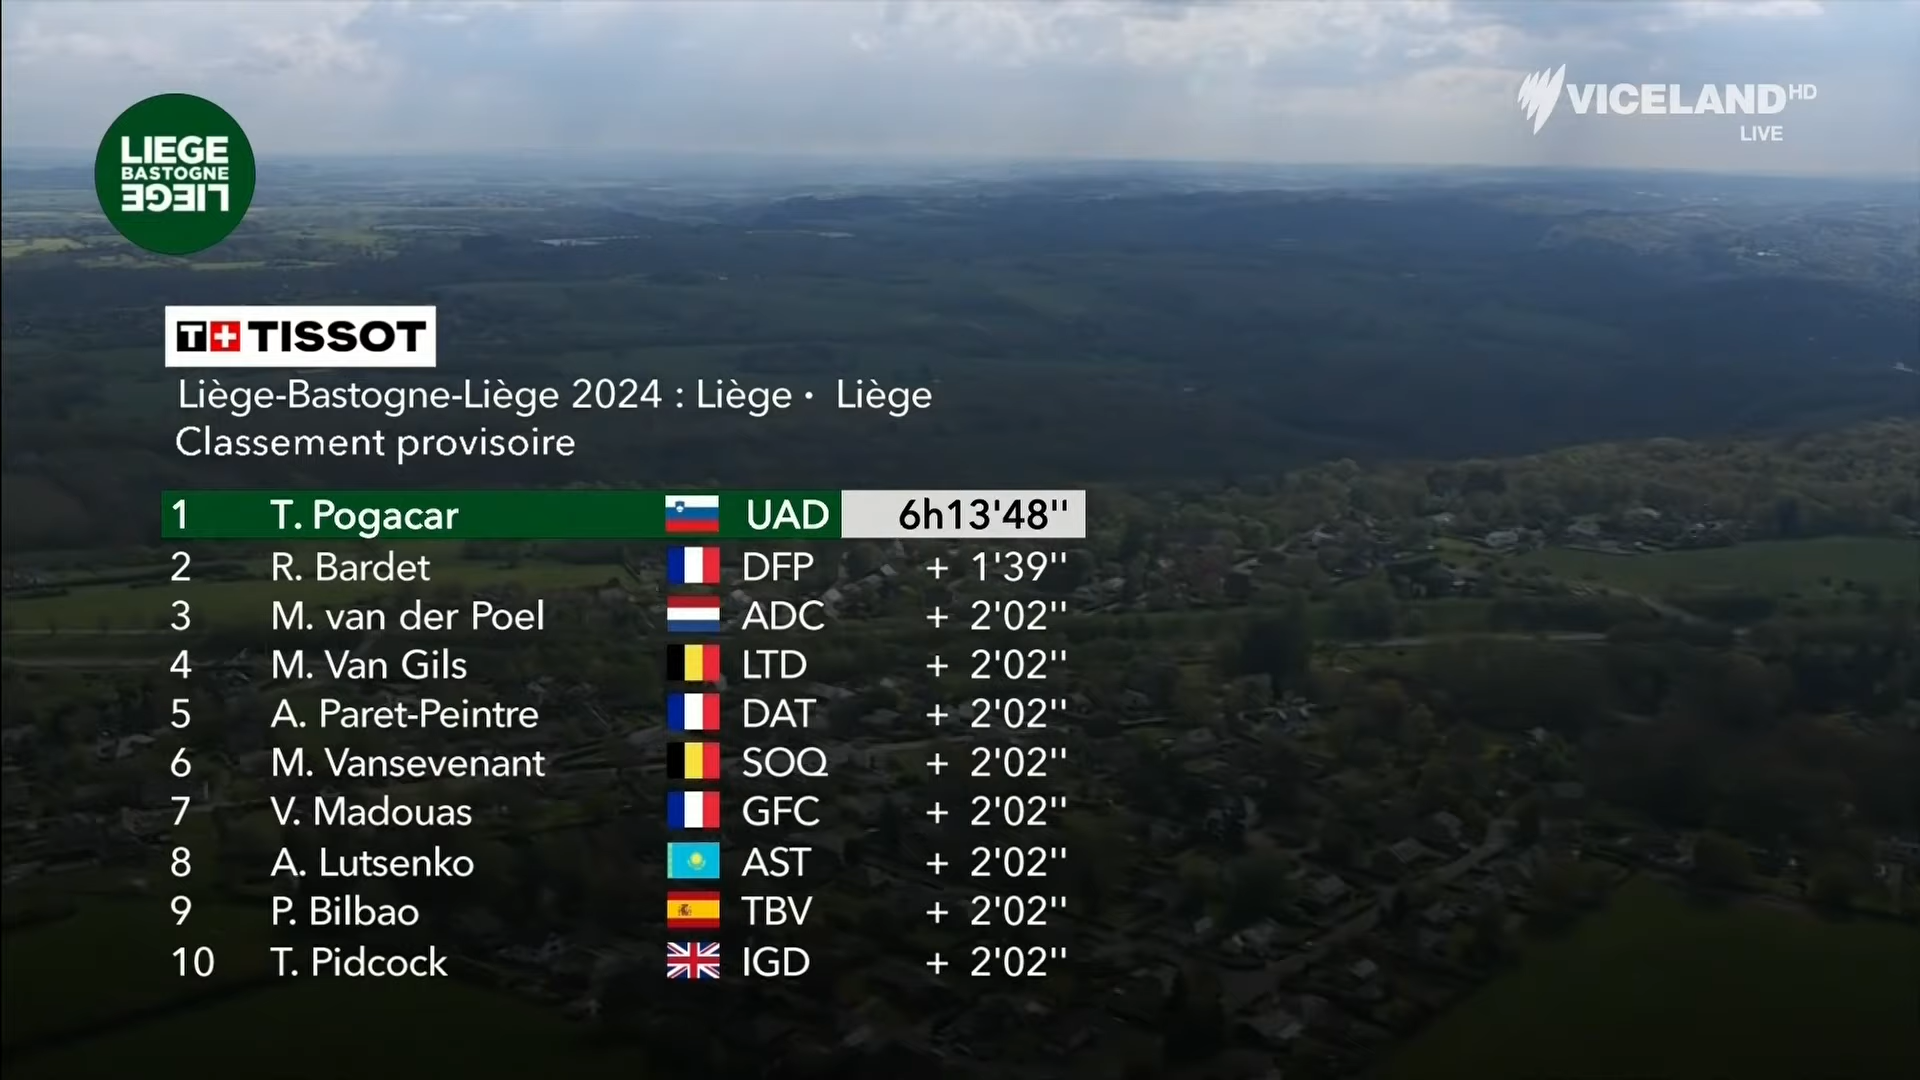 VICELAND HD
LIVE
LIEGE
BASTOGNE
LIEGE
T+ TISSOT
Liège-Bastogne-Liège 2024 : Liège · Liège
Classement provisoire
1 T. Pogacar UAD 6h13'48''
2 R. Bardet DFP + 1'39''
3 M. van der Poel ADC + 2'02''
4 M. Van Gils LTD + 2'02''
5 A. Paret-Peintre DAT + 2'02''
6 M. Vansevenant SOQ + 2'02''
7 V. Madouas GFC + 2'02''
8 A. Lutsenko AST + 2'02''
9 P. Bilbao TBV + 2'02''
10 T. Pidcock IGD + 2'02''